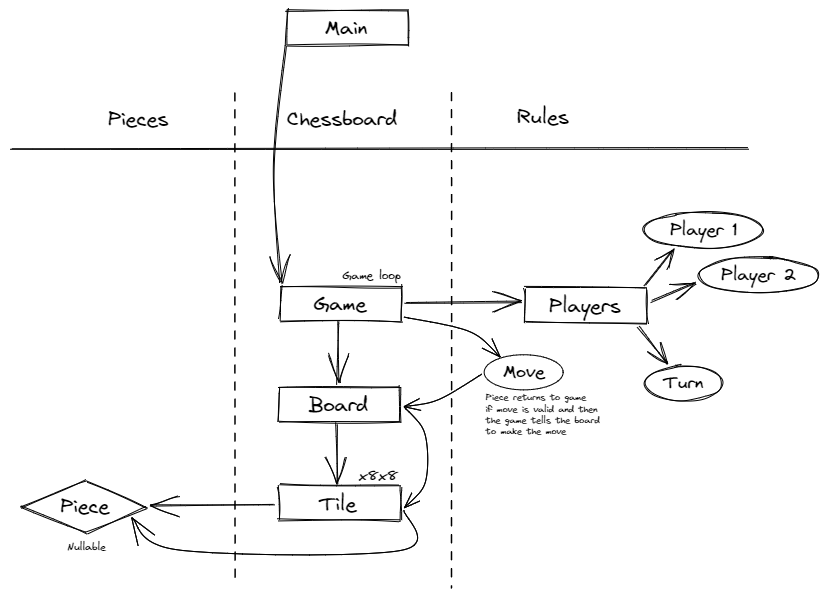 Main
Pieces
Chessboard
Rules
Player 1
Player 2
Game loop
Game
Players
Move
Turn
Piece returns to game
if move is valid and then
the game tells the board
to make the move
Board
x8x8
Tile
Piece
Nullable